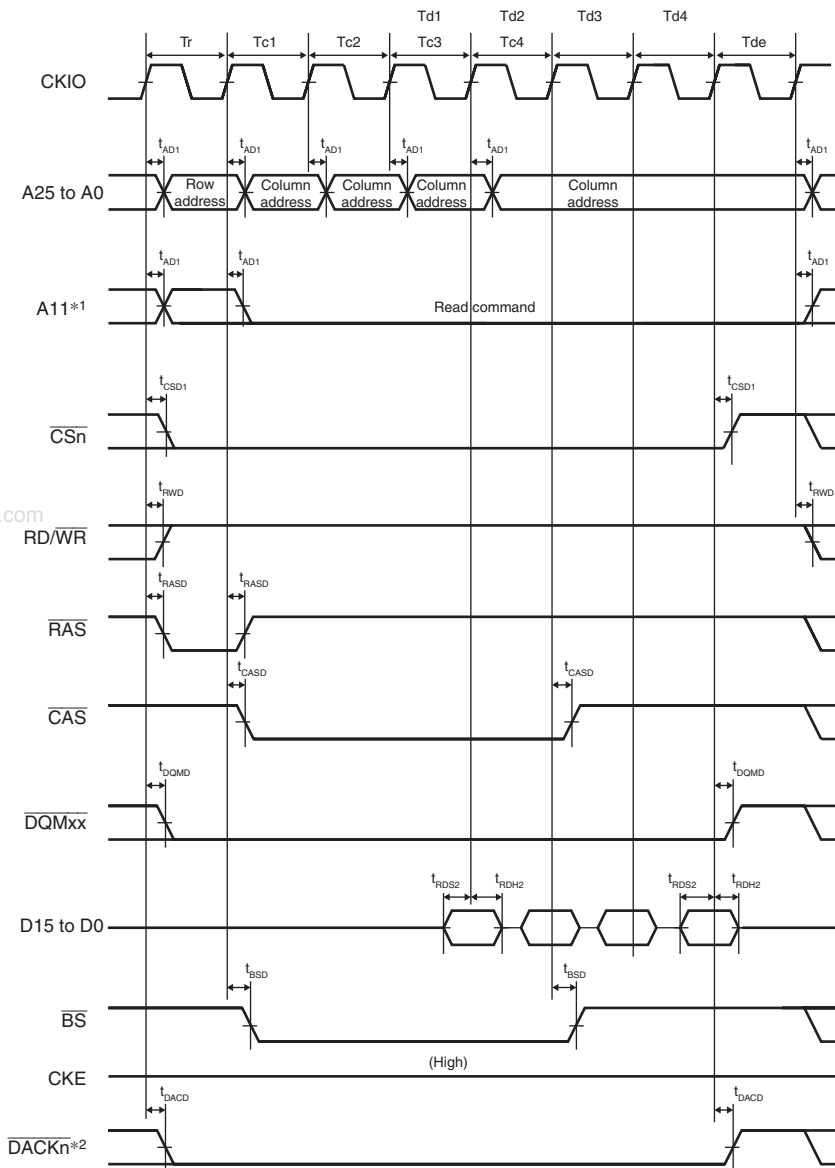 Td1 Td2 Td3 Td4
Tr Tc1 Tc2 Tc3 Tc4 Tde
CKIO
tAD1 tAD1 tAD1 tAD1 tAD1 tAD1
A25 to A0
Row address
Column address
Column address
Column address
Column address
tAD1 tAD1 tAD1
A11*1
Read command
tCSD1 tCSD1
CSn
tRWD tRWD
.com
RD/WR
tRASD tRASD
RAS
tCASD tCASD
CAS
tDQMD tDQMD
DQMxx
tRDS2 tRDH2 tRDS2 tRDH2
D15 to D0
tBSD tBSD
BS
(High)
CKE
tDACD tDACD
DACKn*2